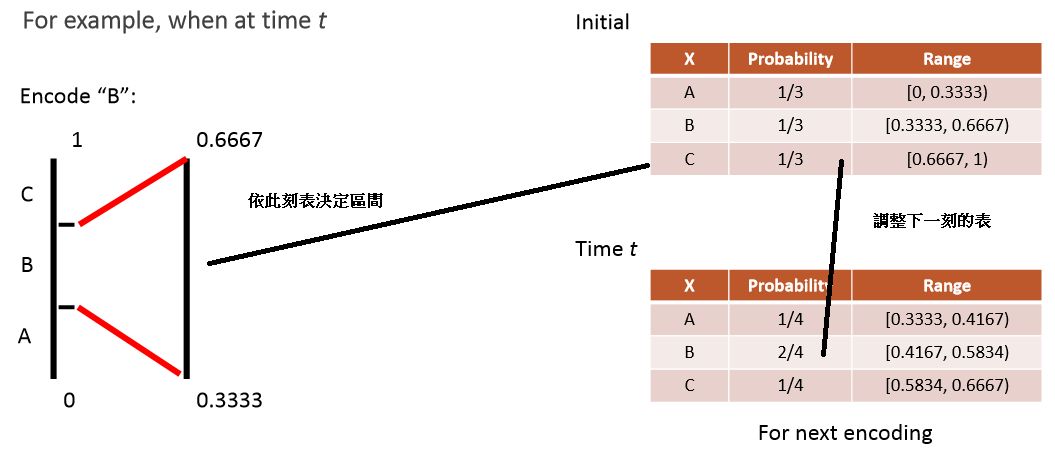 For example, when at time t
Initial
Encode “B”:
1
0.6667
C
B
A
0
0.3333
依此刻表決定區間
X Probability Range
A 1/3 [0, 0.3333)
B 1/3 [0.3333, 0.6667)
C 1/3 [0.6667, 1)
調整下一刻的表
Time t
X Probability Range
A 1/4 [0.3333, 0.4167)
B 2/4 [0.4167, 0.5834)
C 1/4 [0.5834, 0.6667)
For next encoding